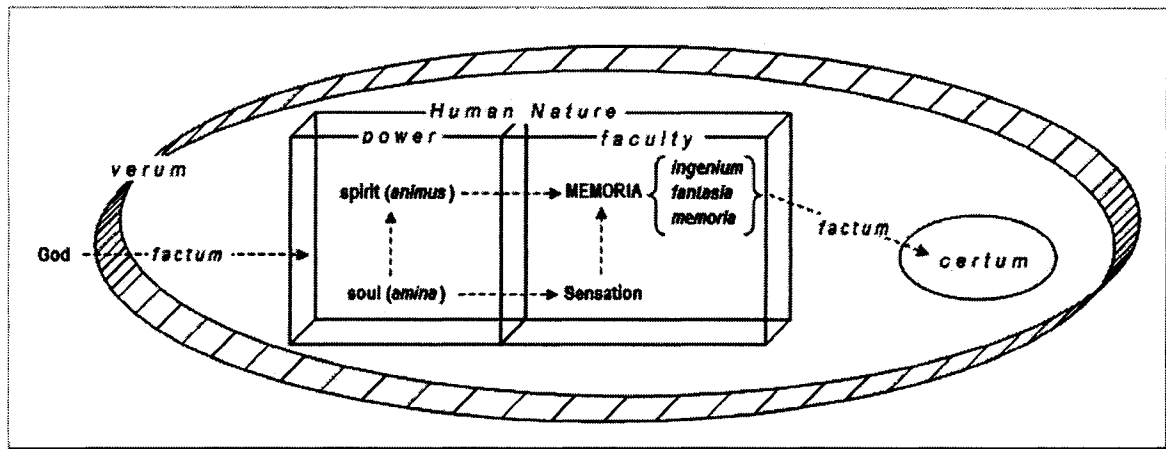 Human Nature
power faculty
verum
ingenium
spirit (animus) MEMORIA fantasia
memoria
factum
God factum certum
soul (amina) Sensation